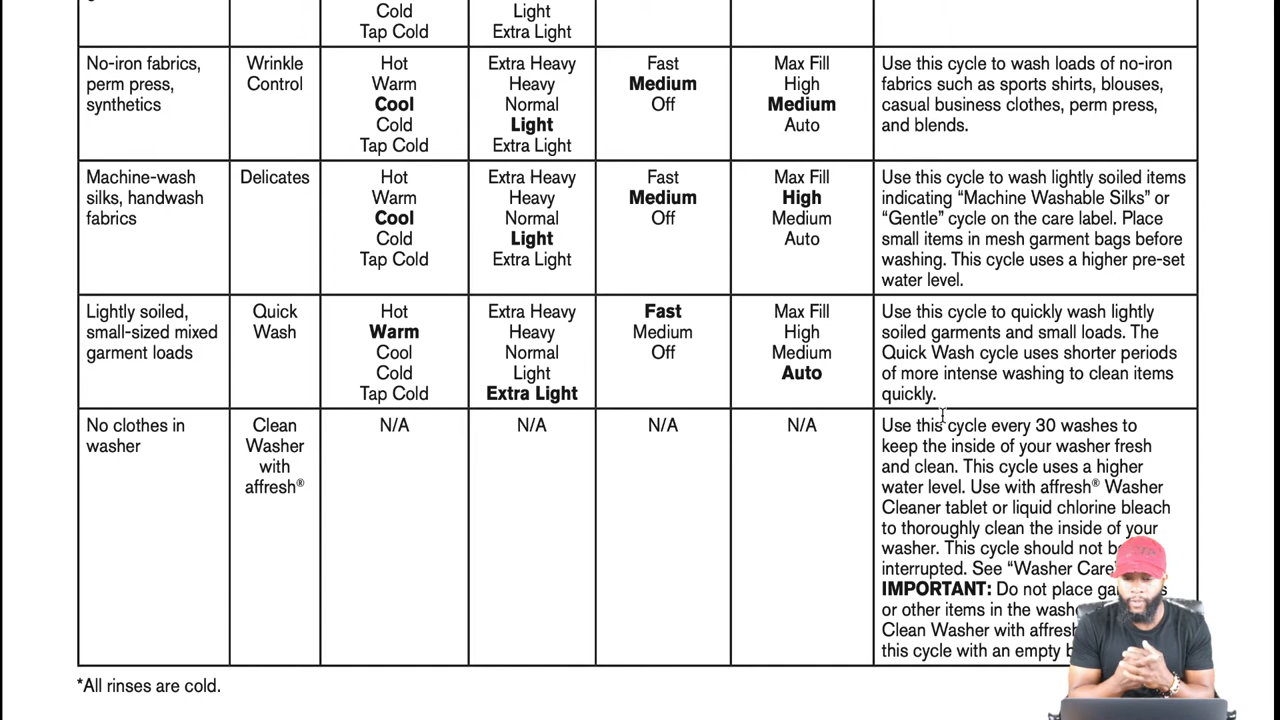 Cold Light
Tap Cold Extra Light
No-iron fabrics, Wrinkle Hot Extra Heavy Fast Max Fill Use this cycle to wash loads of no-iron
perm press, Control Warm Heavy Medium High fabrics such as sports shirts, blouses,
synthetics Cool Normal Off Medium casual business clothes, perm press,
Cold Light Auto and blends.
Tap Cold Extra Light
Machine-wash Delicates Hot Extra Heavy Fast Max Fill Use this cycle to wash lightly soiled items
silks, handwash Warm Heavy Medium High indicating “Machine Washable Silks” or
fabrics Cool Normal Off Medium “Gentle” cycle on the care label. Place
Cold Light Auto small items in mesh garment bags before
Tap Cold Extra Light washing. This cycle uses a higher pre-set
water level.
Lightly soiled, Quick Hot Extra Heavy Fast Max Fill Use this cycle to quickly wash lightly
small-sized mixed Wash Warm Heavy Medium High soiled garments and small loads. The
garment loads Cool Normal Off Medium Quick Wash cycle uses shorter periods
Cold Light Auto of more intense washing to clean items
Tap Cold Extra Light quickly.
No clothes in Clean N/A N/A N/A N/A Use this cycle every 30 washes to
washer Washer keep the inside of your washer fresh
with and clean. This cycle uses a higher
affresh® water level. Use with affresh® Washer
Cleaner tablet or liquid chlorine bleach
to thoroughly clean the inside of your
washer. This cycle should not
interrupted. See “Washer Care
IMPORTANT: Do not place
or other items in the
Clean Washer with affresh
this cycle with an empty
*All rinses are cold.